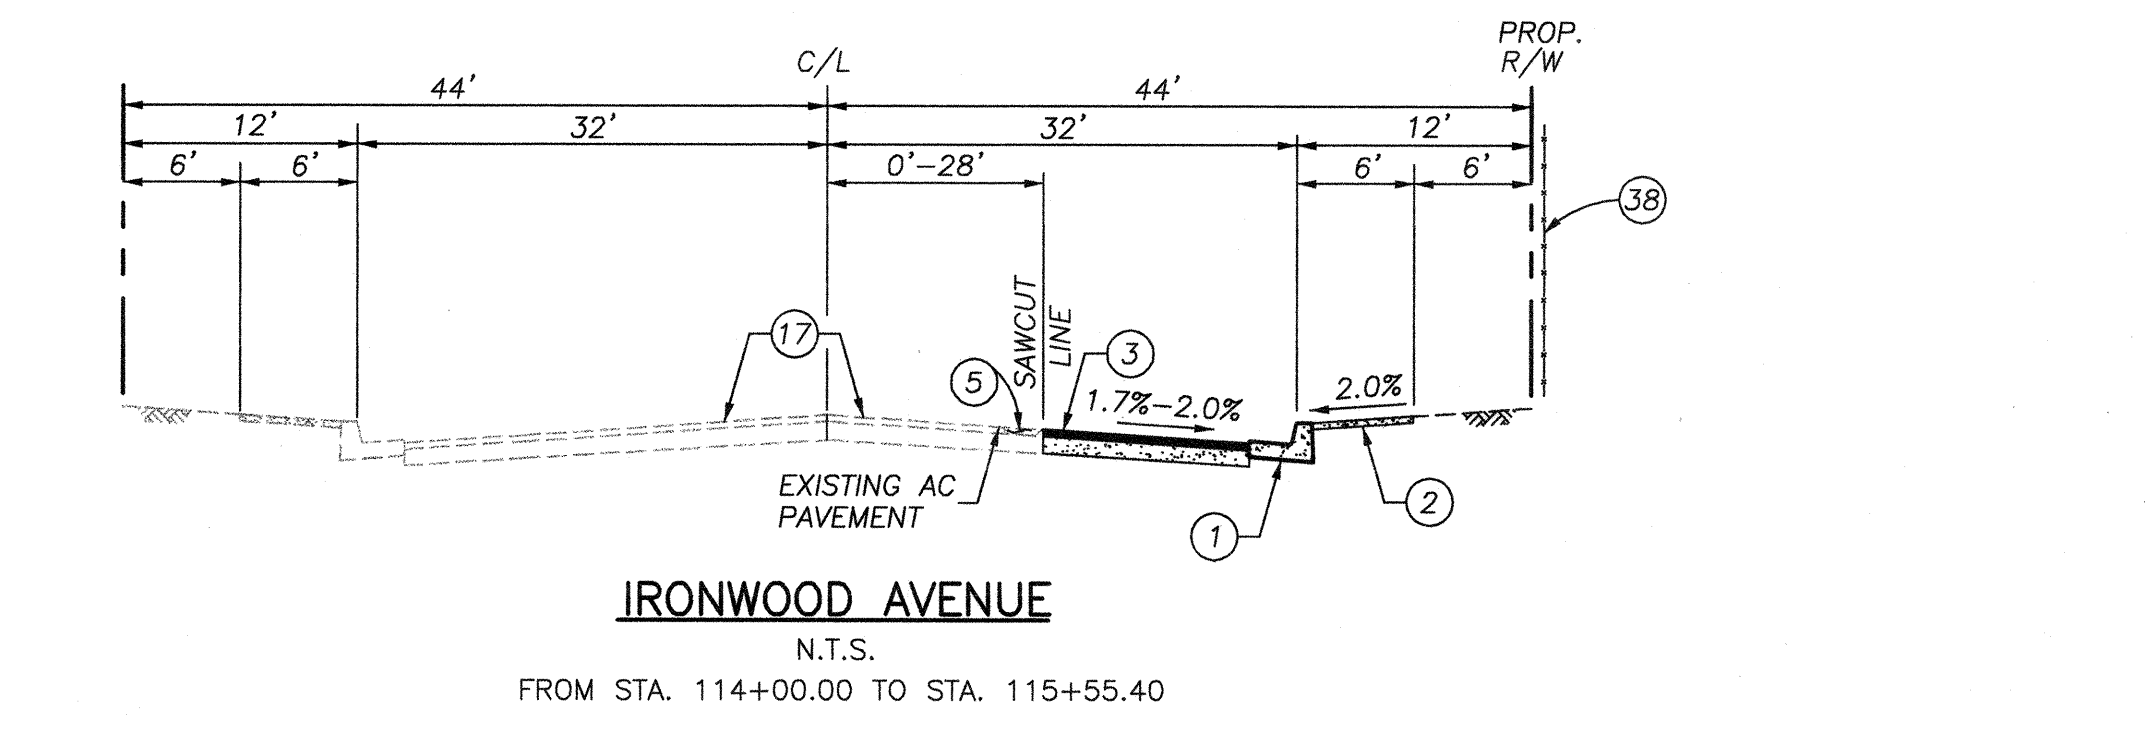 PROP.
R/W
C/L
44' 44'
12' 32' 32' 12'
6' 6' 0'-28' 6' 6'
38
SAWCUT
LINE
17
3
5
1.7%-2.0%
2.0%
EXISTING AC
PAVEMENT
2
1
IRONWOOD AVENUE
N.T.S.
FROM STA. 114+00.00 TO STA. 115+55.40